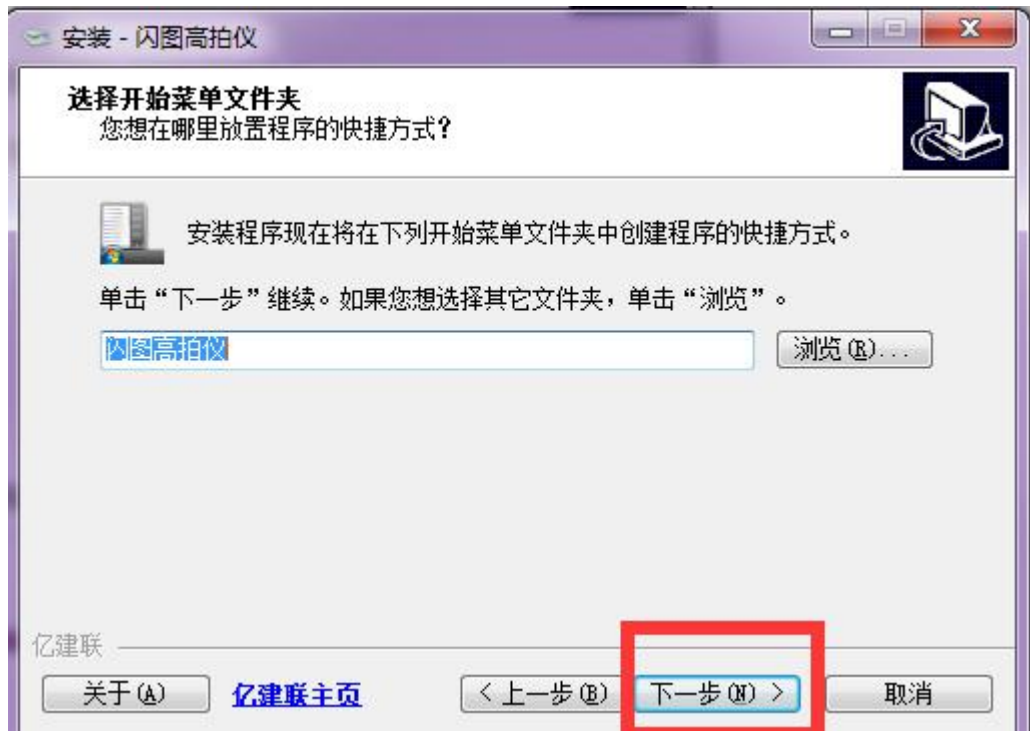 安装 - 闪图高拍仪
选择开始菜单文件夹
您想在哪里放置程序的快捷方式?
安装程序现在将在下列开始菜单文件夹中创建程序的快捷方式。
单击“下一步”继续。如果您想选择其它文件夹,单击“浏览”。
闪图高拍仪
浏览(R)...
亿建联
关于(A)
亿建联主页
< 上一步(B)
下一步(N) >
取消